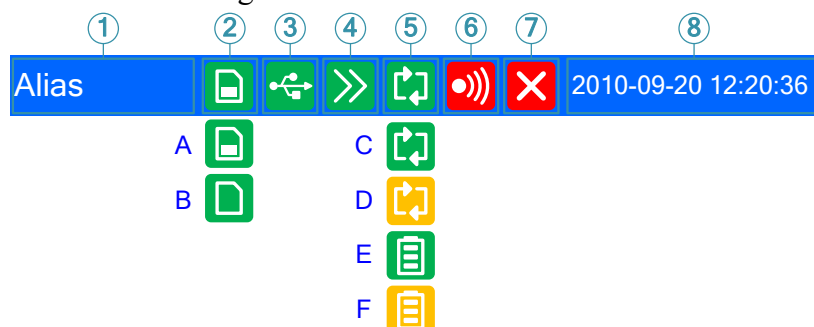 ① ② ③ ④ ⑤ ⑥ ⑦ ⑧
Alias 2010-09-20 12:20:36
A C
B D
E
F